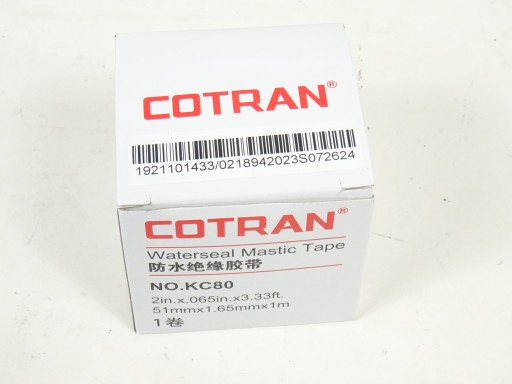 COTRAN®
1921101433/0218942023S072624
COTRAN®
Waterseal Mastic Tape
防水绝缘胶带
NO.KC80
2in.x.065in.x3.33ft.
51mmx1.65mmx1m
1卷